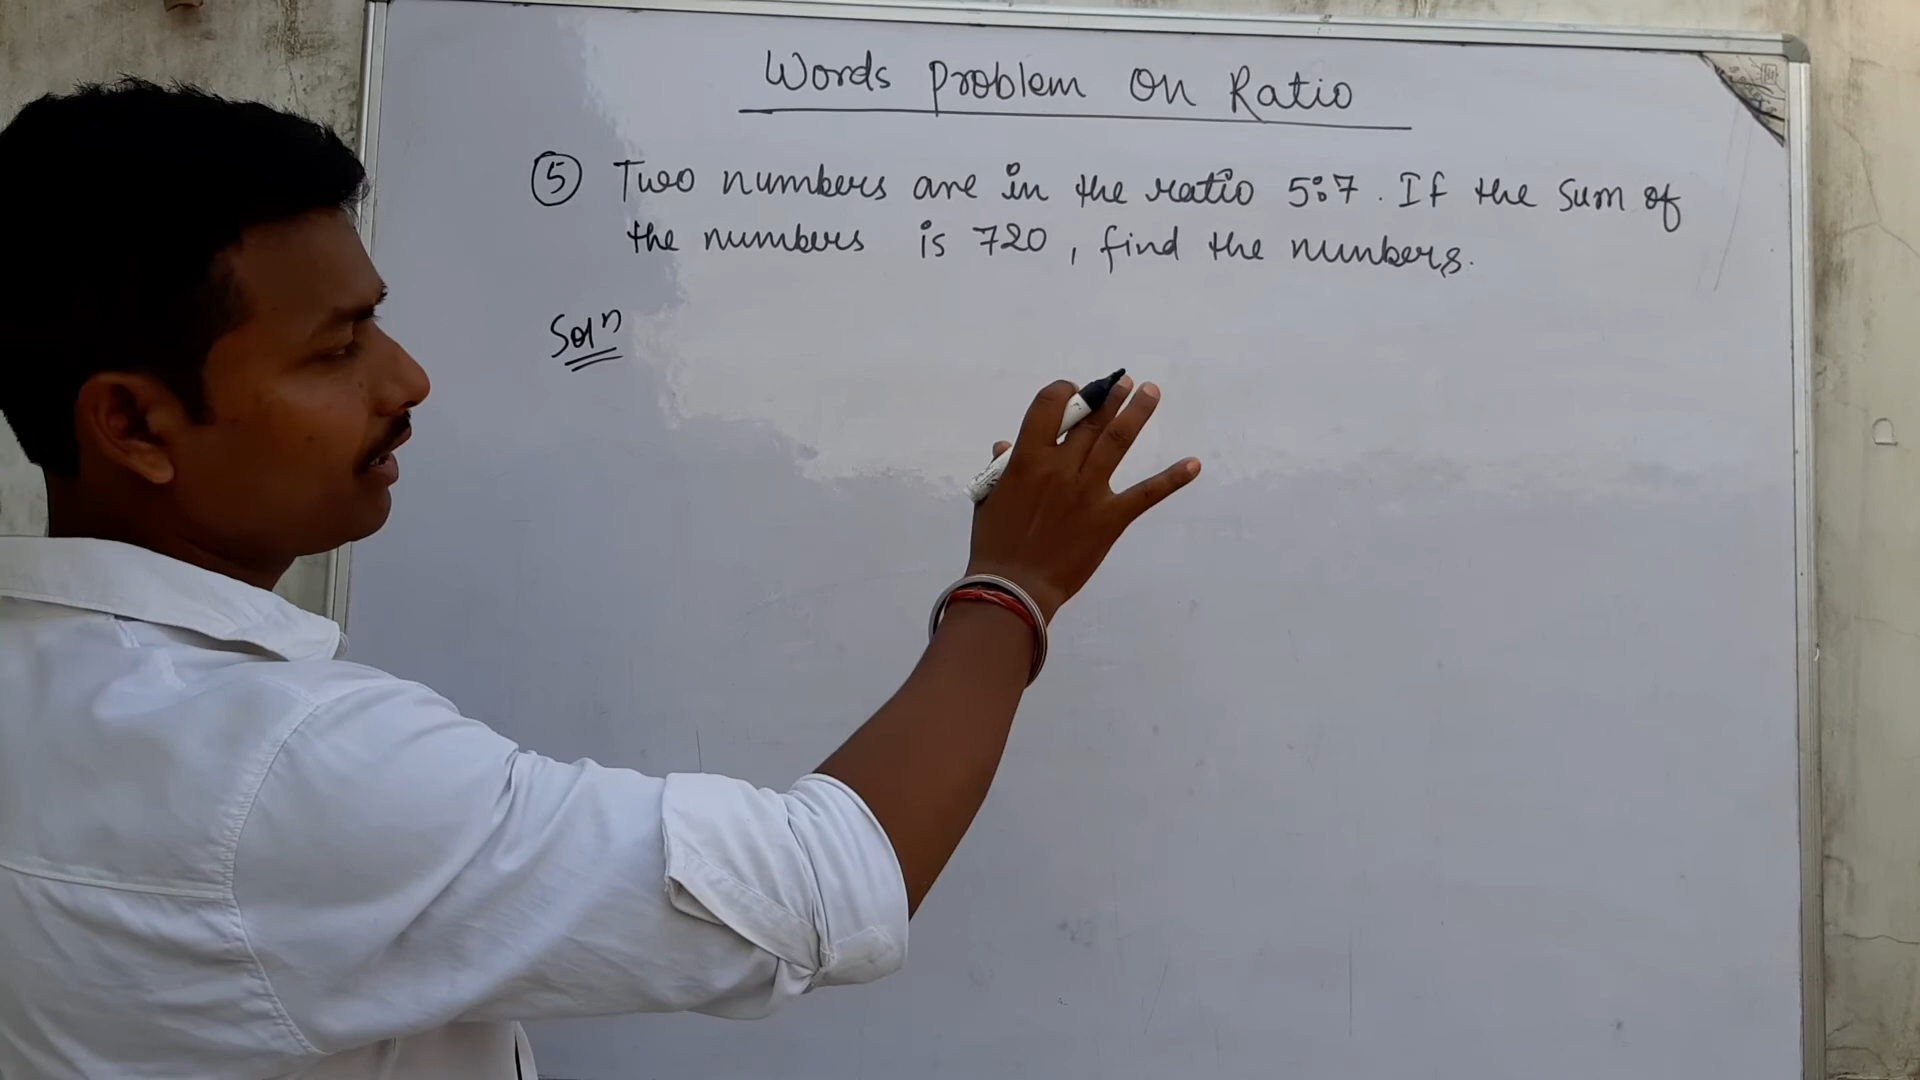 Words Problem On Ratio
5 Two numbers are in the ratio 5:7. If the sum of
the numbers is 720, find the numbers.
Solⁿ